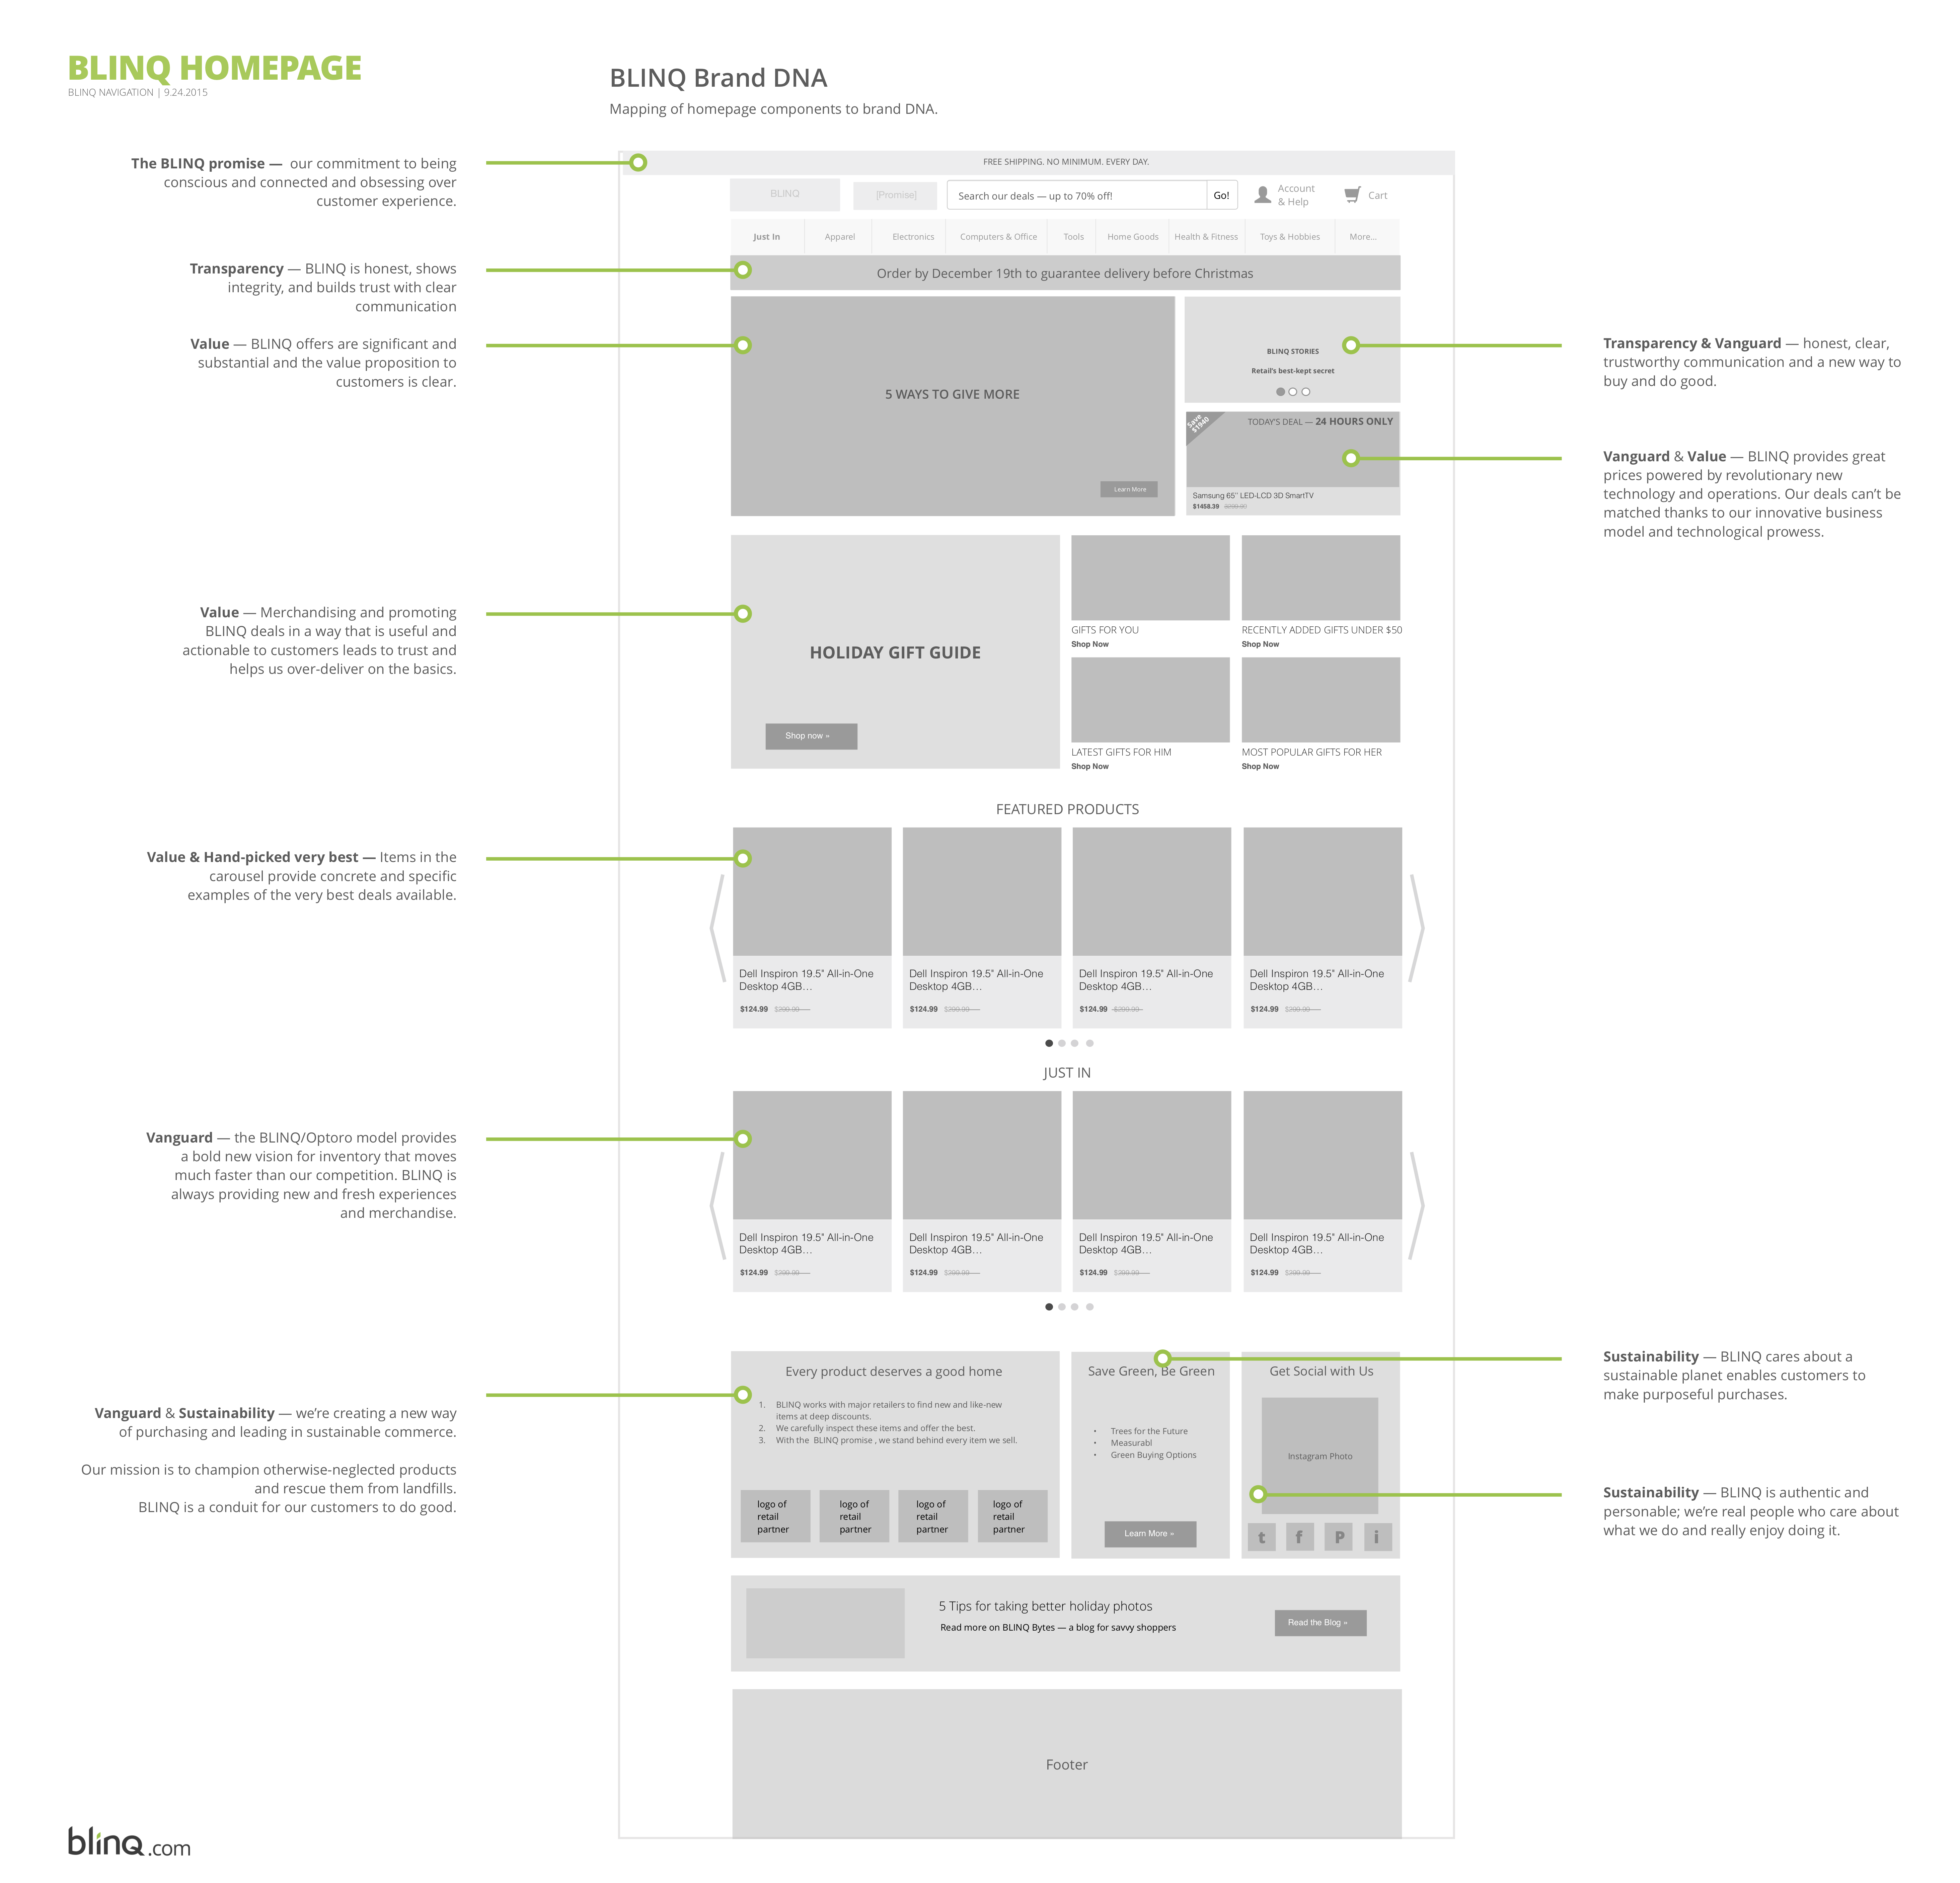 BLINQ HOMEPAGE
BLINQ NAVIGATION | 9.24.2015
BLINQ Brand DNA
Mapping of homepage components to brand DNA.
The BLINQ promise — our commitment to being
conscious and connected and obsessing over
customer experience.
Transparency — BLINQ is honest, shows
integrity, and builds trust with clear
communication
Value — BLINQ offers are significant and
substantial and the value proposition to
customers is clear.
Value — Merchandising and promoting
BLINQ deals in a way that is useful and
actionable to customers leads to trust and
helps us over-deliver on the basics.
Value & Hand-picked very best — Items in the
carousel provide concrete and specific
examples of the very best deals available.
Vanguard — the BLINQ/Optoro model provides
a bold new vision for inventory that moves
much faster than our competition. BLINQ is
always providing new and fresh experiences
and merchandise.
Vanguard & Sustainability — we're creating a new way
of purchasing and leading in sustainable commerce.
Our mission is to champion otherwise-neglected products
and rescue them from landfills.
BLINQ is a conduit for our customers to do good.
FREE SHIPPING. NO MINIMUM. EVERY DAY.
BLINQ
[Promise]
Search our deals — up to 70% off!
Go!
Account
& Help
Cart
Just In
Apparel
Electronics
Computers & Office
Tools
Home Goods
Health & Fitness
Toys & Hobbies
More...
Order by December 19th to guarantee delivery before Christmas
5 WAYS TO GIVE MORE
Learn More
BLINQ STORIES
Retail's best-kept secret
Save
$1940
TODAY'S DEAL — 24 HOURS ONLY
Samsung 65'' LED-LCD 3D SmartTV
$1458.39
HOLIDAY GIFT GUIDE
Shop now »
GIFTS FOR YOU
Shop Now
RECENTLY ADDED GIFTS UNDER $50
Shop Now
LATEST GIFTS FOR HIM
Shop Now
MOST POPULAR GIFTS FOR HER
Shop Now
FEATURED PRODUCTS
Dell Inspiron 19.5" All-in-One
Desktop 4GB…
$124.99 $299.99
Dell Inspiron 19.5" All-in-One
Desktop 4GB…
$124.99 $299.99
Dell Inspiron 19.5" All-in-One
Desktop 4GB…
$124.99 $299.99
Dell Inspiron 19.5" All-in-One
Desktop 4GB…
$124.99 $299.99
JUST IN
Dell Inspiron 19.5" All-in-One
Desktop 4GB…
$124.99 $299.99
Dell Inspiron 19.5" All-in-One
Desktop 4GB…
$124.99 $299.99
Dell Inspiron 19.5" All-in-One
Desktop 4GB…
$124.99 $299.99
Dell Inspiron 19.5" All-in-One
Desktop 4GB…
$124.99 $299.99
Every product deserves a good home
1. BLINQ works with major retailers to find new and like-new
items at deep discounts.
2. We carefully inspect these items and offer the best.
3. With the BLINQ promise , we stand behind every item we sell.
logo of
retail
partner
logo of
retail
partner
logo of
retail
partner
logo of
retail
partner
Save Green, Be Green
• Trees for the Future
• Measurabl
• Green Buying Options
Learn More »
Get Social with Us
Instagram Photo
t f P i
5 Tips for taking better holiday photos
Read more on BLINQ Bytes — a blog for savvy shoppers
Read the Blog »
Footer
Transparency & Vanguard — honest, clear,
trustworthy communication and a new way to
buy and do good.
Vanguard & Value — BLINQ provides great
prices powered by revolutionary new
technology and operations. Our deals can't be
matched thanks to our innovative business
model and technological prowess.
Sustainability — BLINQ cares about a
sustainable planet enables customers to
make purposeful purchases.
Sustainability — BLINQ is authentic and
personable; we're real people who care about
what we do and really enjoy doing it.
blinq.com